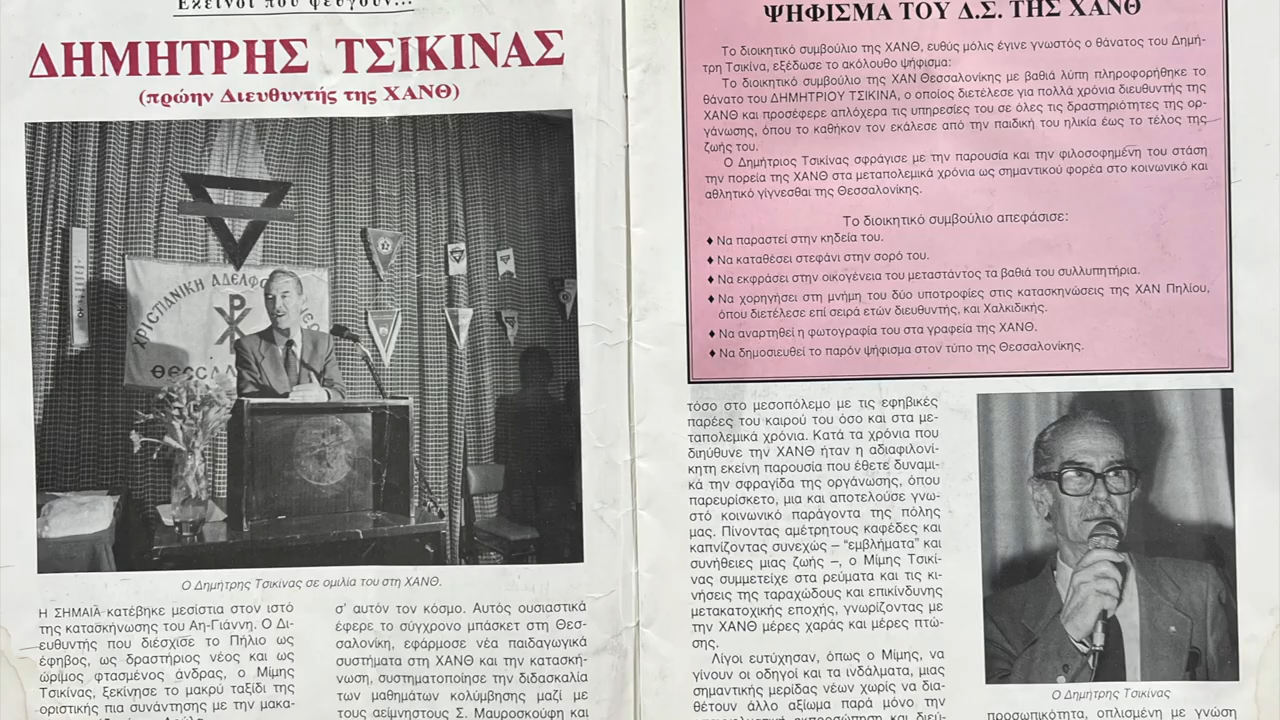 Εκείνοι που φεύγουν...
ΔΗΜΗΤΡΗΣ ΤΣΙΚΙΝΑΣ
(πρώην Διευθυντής της ΧΑΝΘ)
ΧΡΙΣΤΙΑΝΙΚΗ ΑΔΕΛΦΟ
ΘΕΣΣΑΛ
Ο Δημήτρης Τσικίνας σε ομιλία του στη ΧΑΝΘ.
Η ΣΗΜΑΙΑ κατέβηκε μεσίστια στον ιστό
της κατασκήνωσης του Αη-Γιάννη. Ο Δι-
ευθυντής που διέσχισε το Πήλιο ως
έφηβος, ως δραστήριος νέος και ως
ώριμος φτασμένος άνδρας, ο Μίμης
Τσικίνας, ξεκίνησε το μακρύ ταξίδι της
οριστικής πια συνάντησης με την μακα-
σ' αυτόν τον κόσμο. Αυτός ουσιαστικά
έφερε το σύγχρονο μπάσκετ στη Θεσ-
σαλονίκη, εφάρμοσε νέα παιδαγωγικά
συστήματα στη ΧΑΝΘ και την κατασκή-
νωση, συστηματοποίησε την διδασκαλία
των μαθημάτων κολύμβησης μαζί με
τους αείμνηστους Σ. Μαυροσκούφη και
ΨΗΦΙΣΜΑ ΤΟΥ Δ.Σ. ΤΗΣ ΧΑΝΘ
Το διοικητικό συμβούλιο της ΧΑΝΘ, ευθύς μόλις έγινε γνωστός ο θάνατος του Δημή-
τρη Τσικίνα, εξέδωσε το ακόλουθο ψήφισμα:
Το διοικητικό συμβούλιο της ΧΑΝ Θεσσαλονίκης με βαθιά λύπη πληροφορήθηκε το
θάνατο του ΔΗΜΗΤΡΙΟΥ ΤΣΙΚΙΝΑ, ο οποίος διετέλεσε για πολλά χρόνια διευθυντής της
ΧΑΝΘ και προσέφερε απλόχερα τις υπηρεσίες του σε όλες τις δραστηριότητες της ορ-
γάνωσης, όπου το καθήκον τον εκάλεσε από την παιδική του ηλικία έως το τέλος της
ζωής του.
Ο Δημήτριος Τσικίνας σφράγισε με την παρουσία και την φιλοσοφημένη του στάση
την πορεία της ΧΑΝΘ στα μεταπολεμικά χρόνια ως σημαντικού φορέα στο κοινωνικό και
αθλητικό γίγνεσθαι της Θεσσαλονίκης.
Το διοικητικό συμβούλιο απεφάσισε:
♦ Να παραστεί στην κηδεία του.
♦ Να καταθέσει στεφάνι στην σορό του.
♦ Να εκφράσει στην οικογένεια του μεταστάντος τα βαθιά του συλλυπητήρια.
♦ Να χορηγήσει στη μνήμη του δύο υποτροφίες στις κατασκηνώσεις της ΧΑΝ Πηλίου,
όπου διετέλεσε επί σειρά ετών διευθυντής, και Χαλκιδικής.
♦ Να αναρτηθεί η φωτογραφία του στα γραφεία της ΧΑΝΘ.
♦ Να δημοσιευθεί το παρόν ψήφισμα στον τύπο της Θεσσαλονίκης.
τόσο στο μεσοπόλεμο με τις εφηβικές
παρέες του καιρού του όσο και στα με-
ταπολεμικά χρόνια. Κατά τα χρόνια που
διηύθυνε την ΧΑΝΘ ήταν η αδιαφιλονί-
κητη εκείνη παρουσία που έθετε δυναμι-
κά την σφραγίδα της οργάνωσης, όπου
παρευρίσκετο, μια και αποτελούσε γνω-
στό κοινωνικό παράγοντα της πόλης
μας. Πίνοντας αμέτρητους καφέδες και
καπνίζοντας συνεχώς – “εμβλήματα” και
συνήθειες μιας ζωής –, ο Μίμης Τσικί-
νας συμμετείχε στα ρεύματα και τις κι-
νήσεις της ταραχώδους και επικίνδυνης
μετακατοχικής εποχής, γνωρίζοντας με
την ΧΑΝΘ μέρες χαράς και μέρες πτώ-
σης.
Λίγοι ευτύχησαν, όπως ο Μίμης, να
γίνουν οι οδηγοί και τα ινδάλματα, μιας
σημαντικής μερίδας νέων χωρίς να δια-
θέτουν άλλο αξίωμα παρά μόνο την
Ο Δημήτρης Τσικίνας
προσωπικότητα, οπλισμένη με γνώση